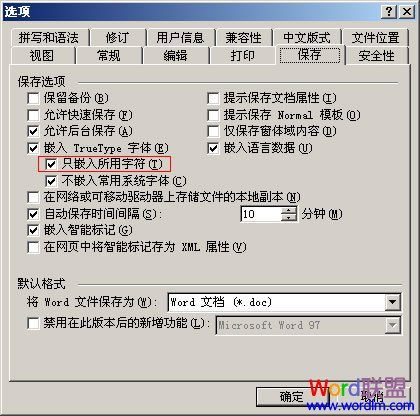 选项
拼写和语法 修订 用户信息 兼容性 中文版式 文件位置
视图 常规 编辑 打印 保存 安全性
保存选项
保留备份(B) 提示保存文档属性(I)
允许快速保存(F) 提示保存 Normal 模板(O)
允许后台保存(A) 仅保存窗体域内容(D)
嵌入 TrueType 字体(E) 嵌入语言数据(U)
只嵌入所用字符(T)
不嵌入常用系统字体(C)
在网络或可移动驱动器上存储文件的本地副本(N)
自动保存时间间隔(S): 10 分钟(M)
嵌入智能标记(G)
在网页中将智能标记存为 XML 属性(V)
默认格式
将 Word 文件保存为(W): Word 文档 (*.doc)
禁用在此版本后的新增功能(L): Microsoft Word 97
Word联盟
确定 取消
www.wordlm.com